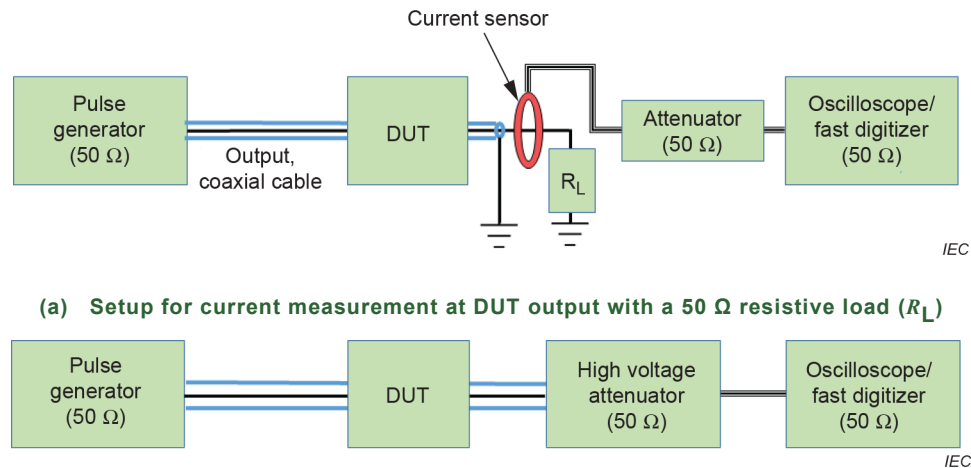 Current sensor
Pulse
generator
(50 Ω)
Output,
coaxial cable
DUT
R_L
Attenuator
(50 Ω)
Oscilloscope/
fast digitizer
(50 Ω)
IEC
(a) Setup for current measurement at DUT output with a 50 Ω resistive load (R_L)
Pulse
generator
(50 Ω)
DUT
High voltage
attenuator
(50 Ω)
Oscilloscope/
fast digitizer
(50 Ω)
IEC